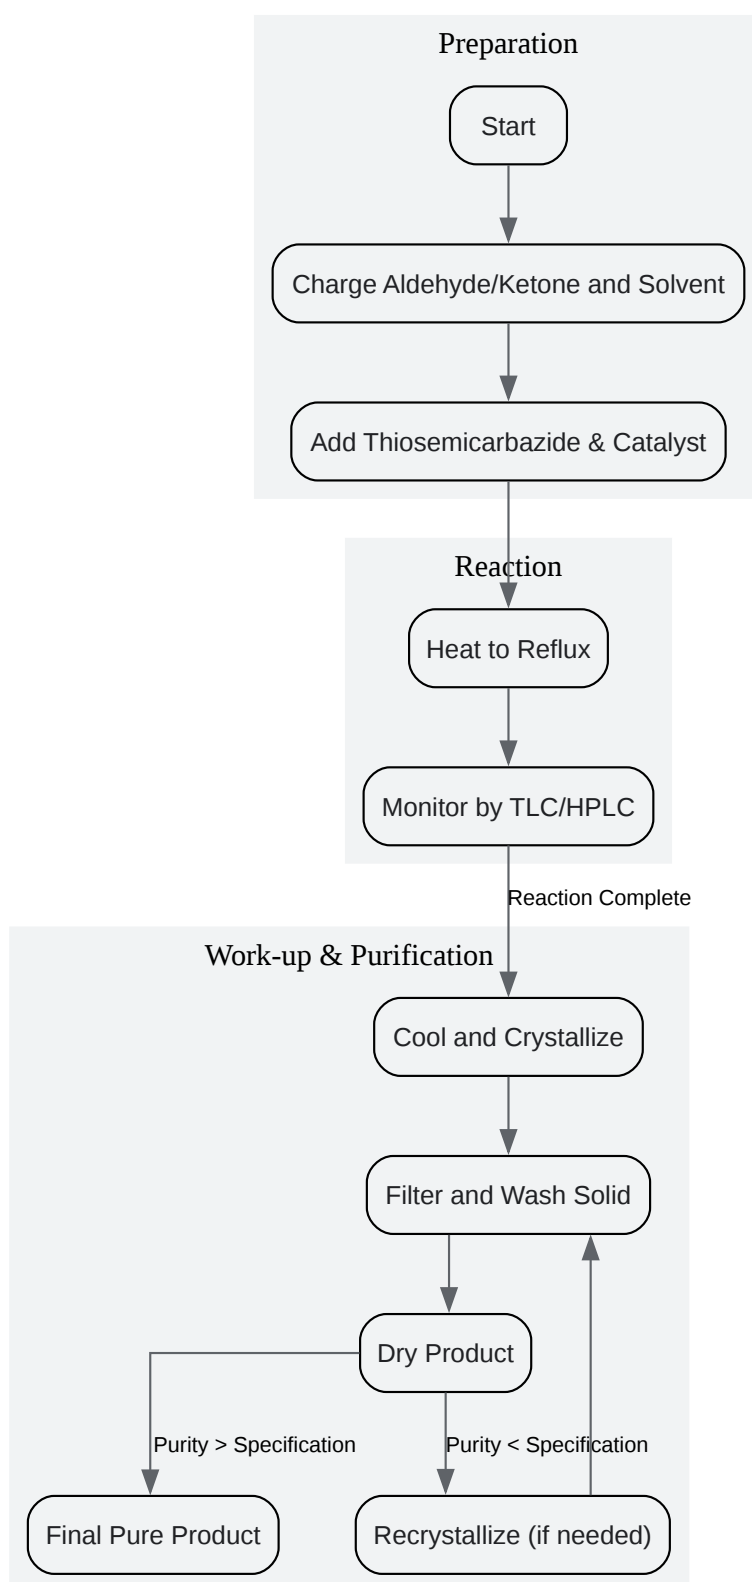 Preparation
Start
Charge Aldehyde/Ketone and Solvent
Add Thiosemicarbazide & Catalyst
Reaction
Heat to Reflux
Monitor by TLC/HPLC
Reaction Complete
Work-up & Purification
Cool and Crystallize
Filter and Wash Solid
Dry Product
Purity > Specification
Purity < Specification
Final Pure Product
Recrystallize (if needed)